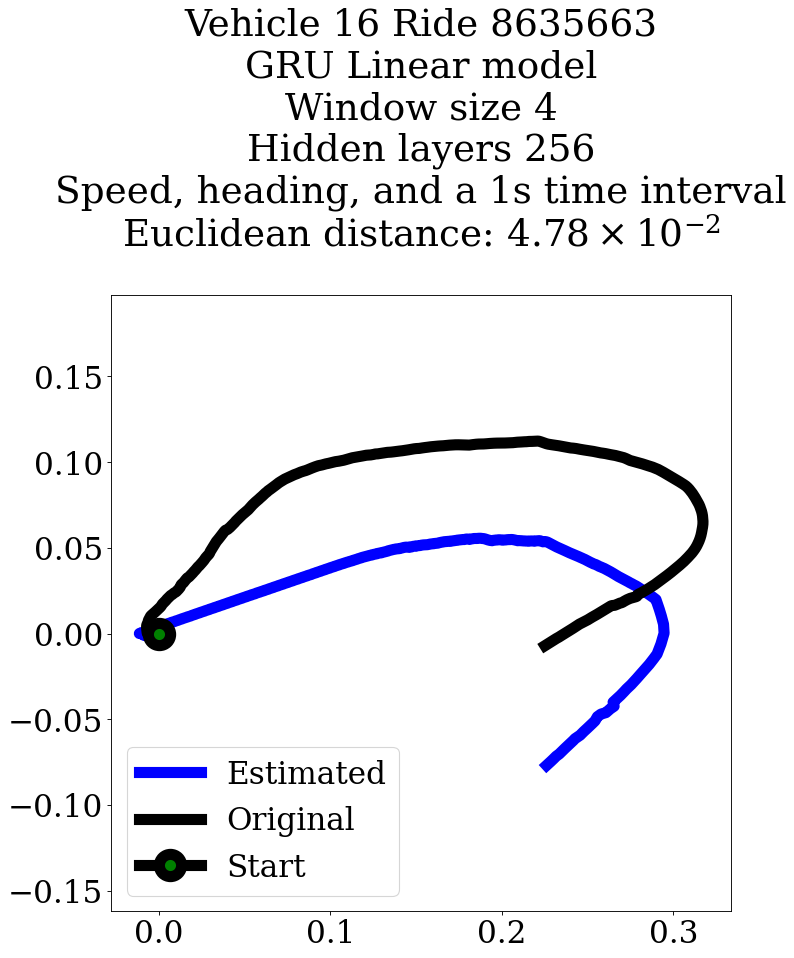 Vehicle 16 Ride 8635663
GRU Linear model
Window size 4
Hidden layers 256
Speed, heading, and a 1s time interval
Euclidean distance: 4.78 × 10⁻²
0.15
0.10
0.05
0.00
−0.05
−0.10
−0.15
Estimated
Original
Start
0.0 0.1 0.2 0.3